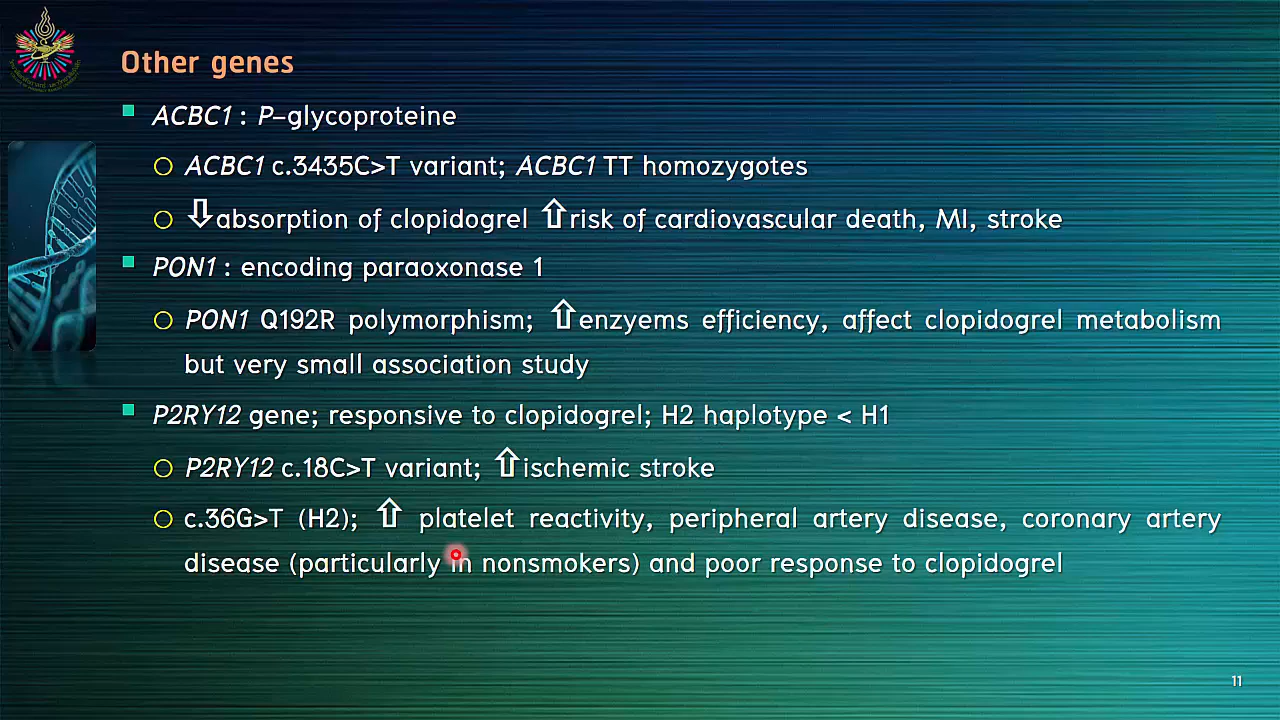 Other genes
ACBC1 : P-glycoproteine
ACBC1 c.3435C>T variant; ACBC1 TT homozygotes
⇩absorption of clopidogrel ⇧risk of cardiovascular death, MI, stroke
PON1 : encoding paraoxonase 1
PON1 Q192R polymorphism; ⇧enzyems efficiency, affect clopidogrel metabolism
but very small association study
P2RY12 gene; responsive to clopidogrel; H2 haplotype < H1
P2RY12 c.18C>T variant; ⇧ischemic stroke
c.36G>T (H2); ⇧ platelet reactivity, peripheral artery disease, coronary artery
disease (particularly in nonsmokers) and poor response to clopidogrel
11